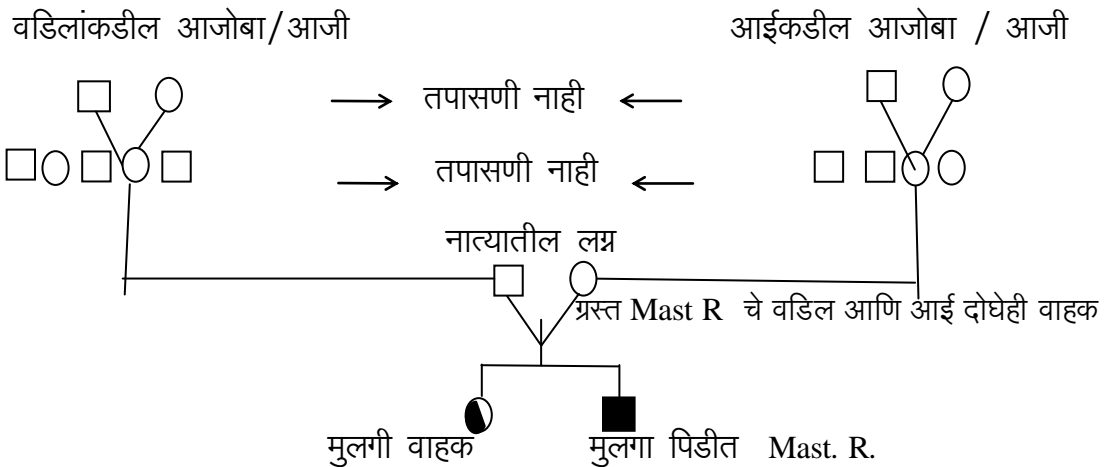 वडिलांकडील आजोबा/आजी आईकडील आजोबा / आजी
तपासणी नाही
तपासणी नाही
नात्यातील लग्न
ग्रस्त Mast R चे वडिल आणि आई दोघेही वाहक
मुलगी वाहक मुलगा पिडीत Mast. R.